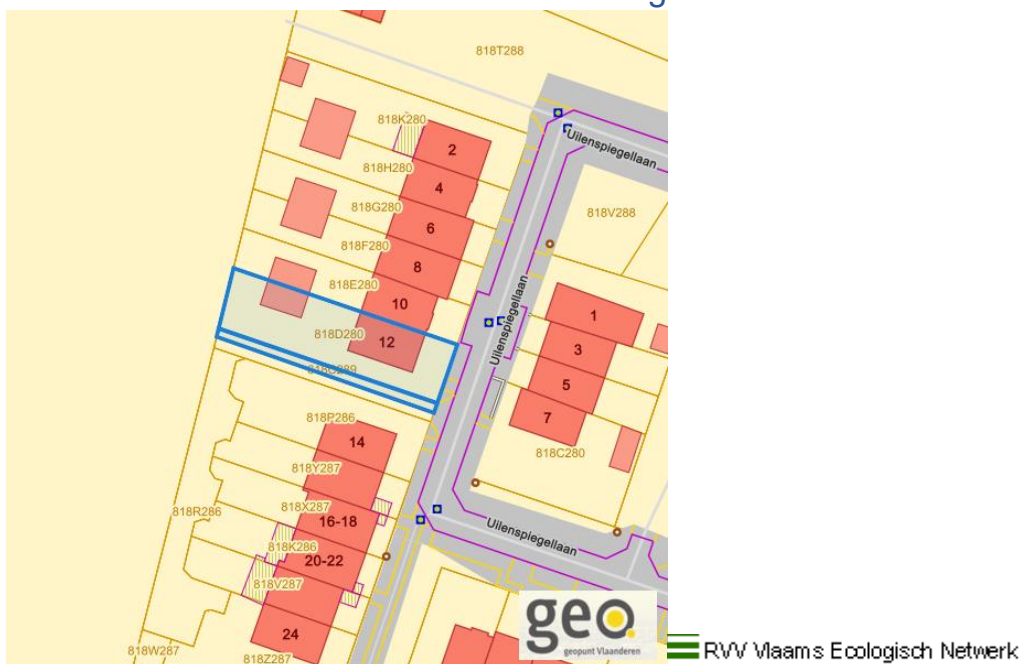 818T288
818K280
2
Uilenspiegellaan
818H280
4
818G280
6
818V288
818F280
8
818E280
10
1
Uilenspiegellaan
818D280
12
3
5
818P286
7
14
818C280
818Y287
818X287
818R286
16-18
Uilenspiegellaan
818K286
20-22
818V287
24
geo.
geopunt Vlaanderen
RVV Vlaams Ecologisch Netwerk
818W287
818Z287